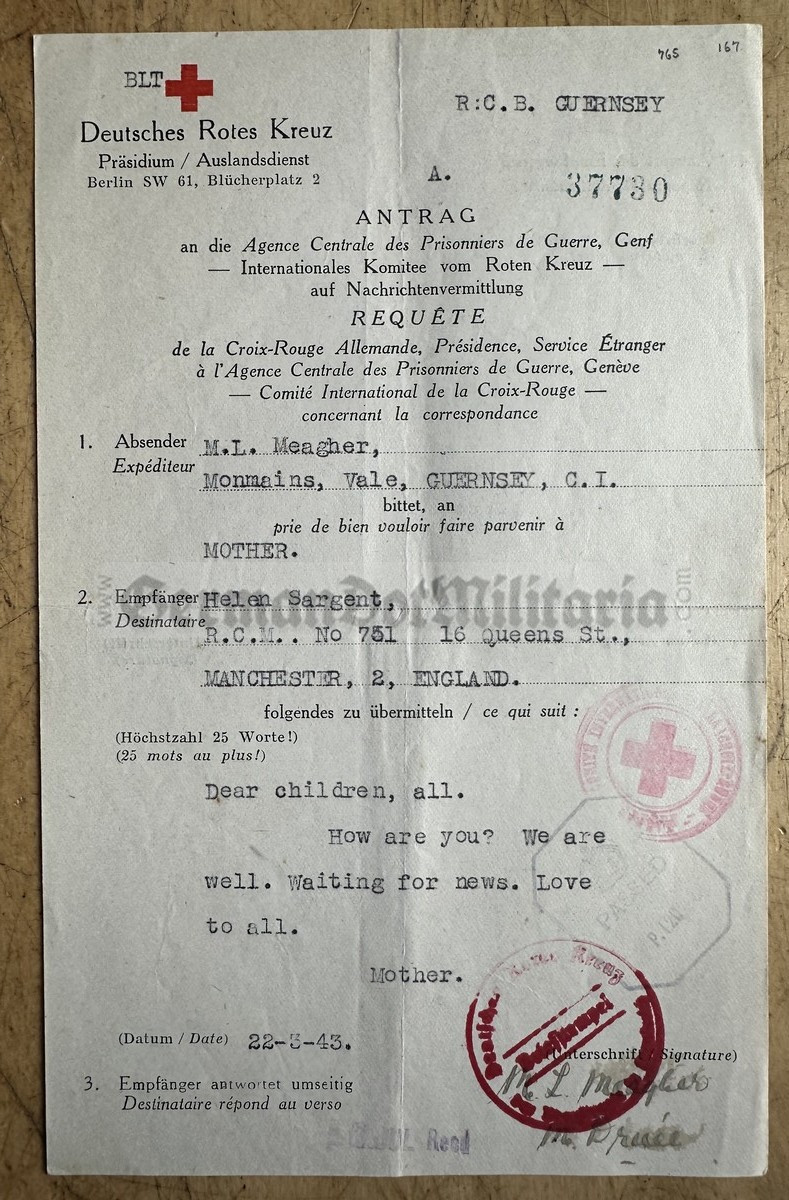 765 167
BLT
R:C.B. GUERNSEY
Deutsches Rotes Kreuz
Präsidium / Auslandsdienst
Berlin SW 61, Blücherplatz 2
A. 37730
ANTRAG
an die Agence Centrale des Prisonniers de Guerre, Genf
— Internationales Komitee vom Roten Kreuz —
auf Nachrichtenvermittlung
REQUÊTE
de la Croix-Rouge Allemande, Présidence, Service Étranger
à l'Agence Centrale des Prisonniers de Guerre, Genève
— Comité International de la Croix-Rouge —
concernant la correspondance
1. Absender M.L. Meagher,
Expéditeur
Monmains, Vale, GUERNSEY, C.I.
bittet, an
prie de bien vouloir faire parvenir à
MOTHER.
2. Empfänger Helen Sargent,
Destinataire
R.C.M.. No 751 16 Queens St.,
MANCHESTER, 2, ENGLAND.
folgendes zu übermitteln / ce qui suit :
(Höchstzahl 25 Worte!)
(25 mots au plus!)
Dear children, all.
How are you? We are
well. Waiting for news. Love
to all.
Mother.
PASSED
(Datum / Date) 22-3-43.
(Unterschrift / Signature)
M L Meagher
3. Empfänger antwortet umseitig
Destinataire répond au verso